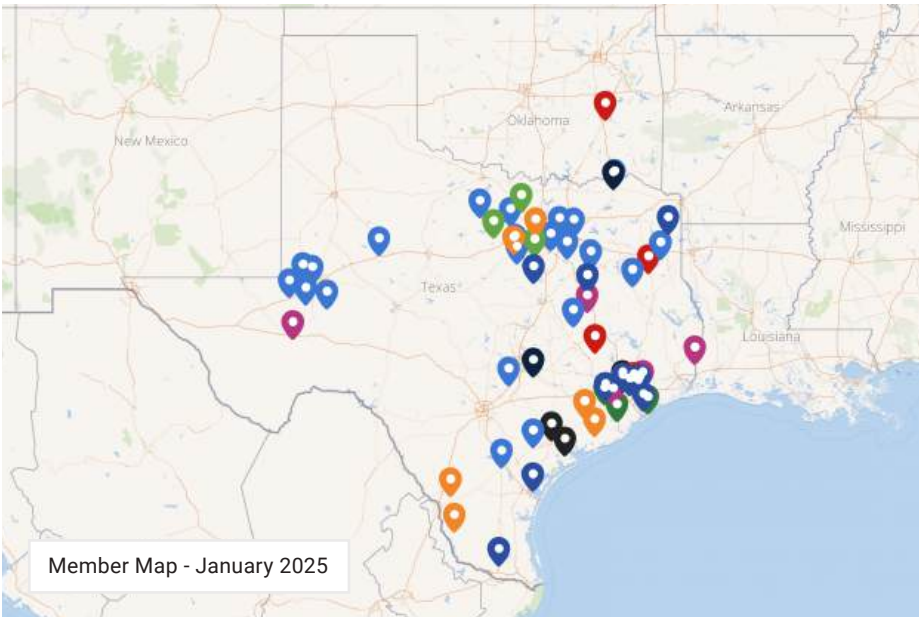 Oklahoma
Arkansas
New Mexico
Mississippi
Texas
Louisiana
Member Map - January 2025